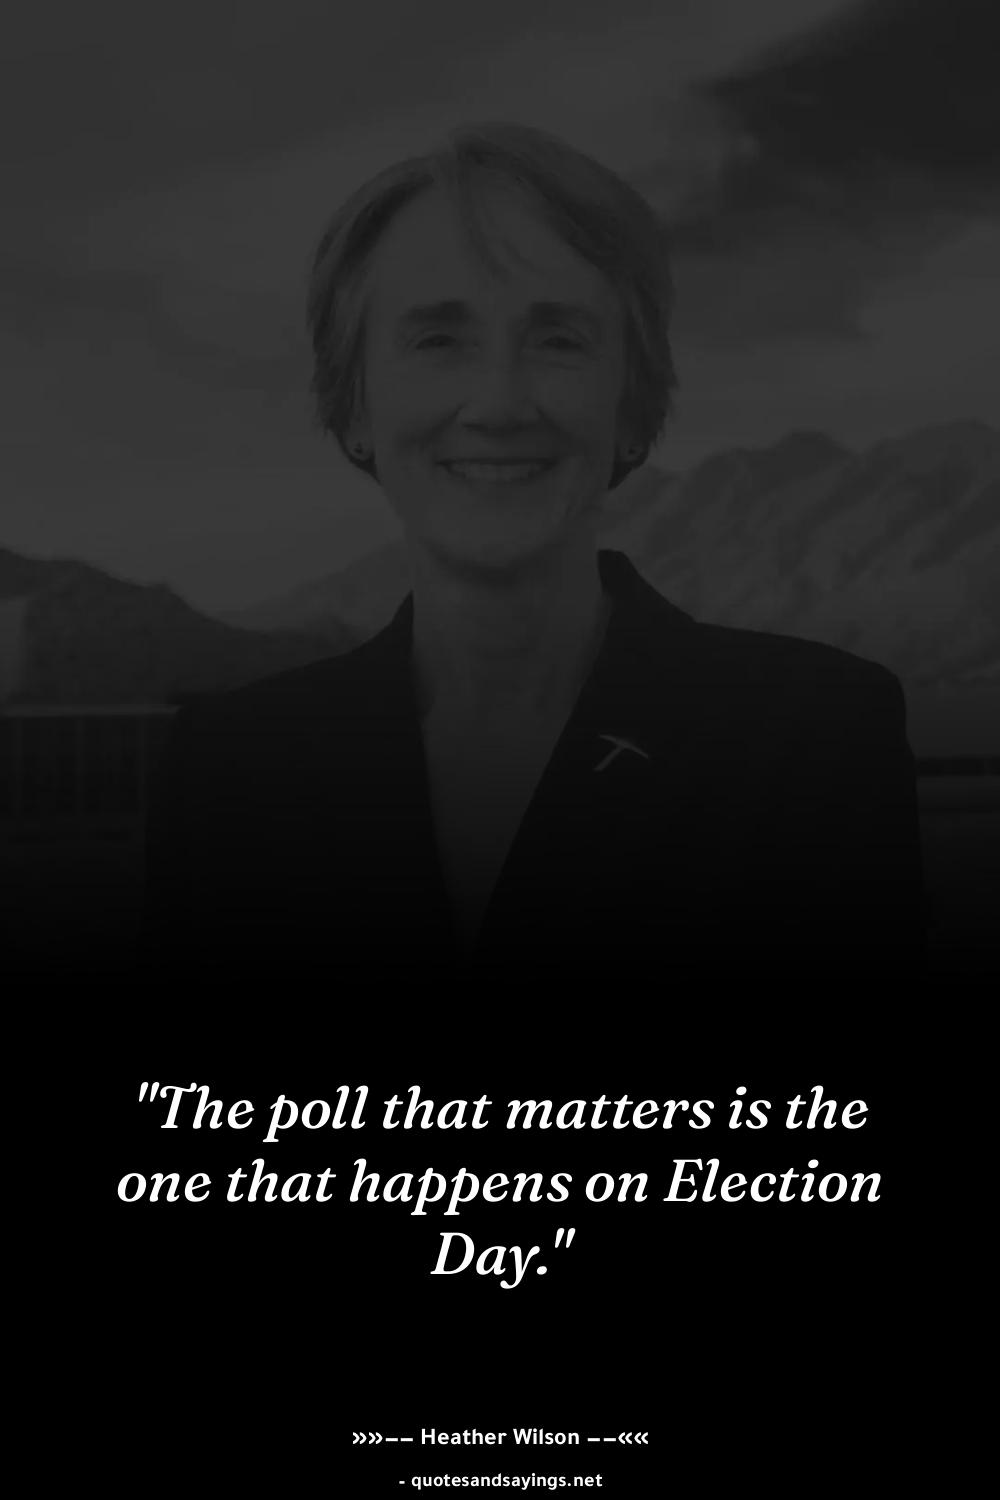 "The poll that matters is the
one that happens on Election
Day."
»»−− Heather Wilson −−««
- quotesandsayings.net